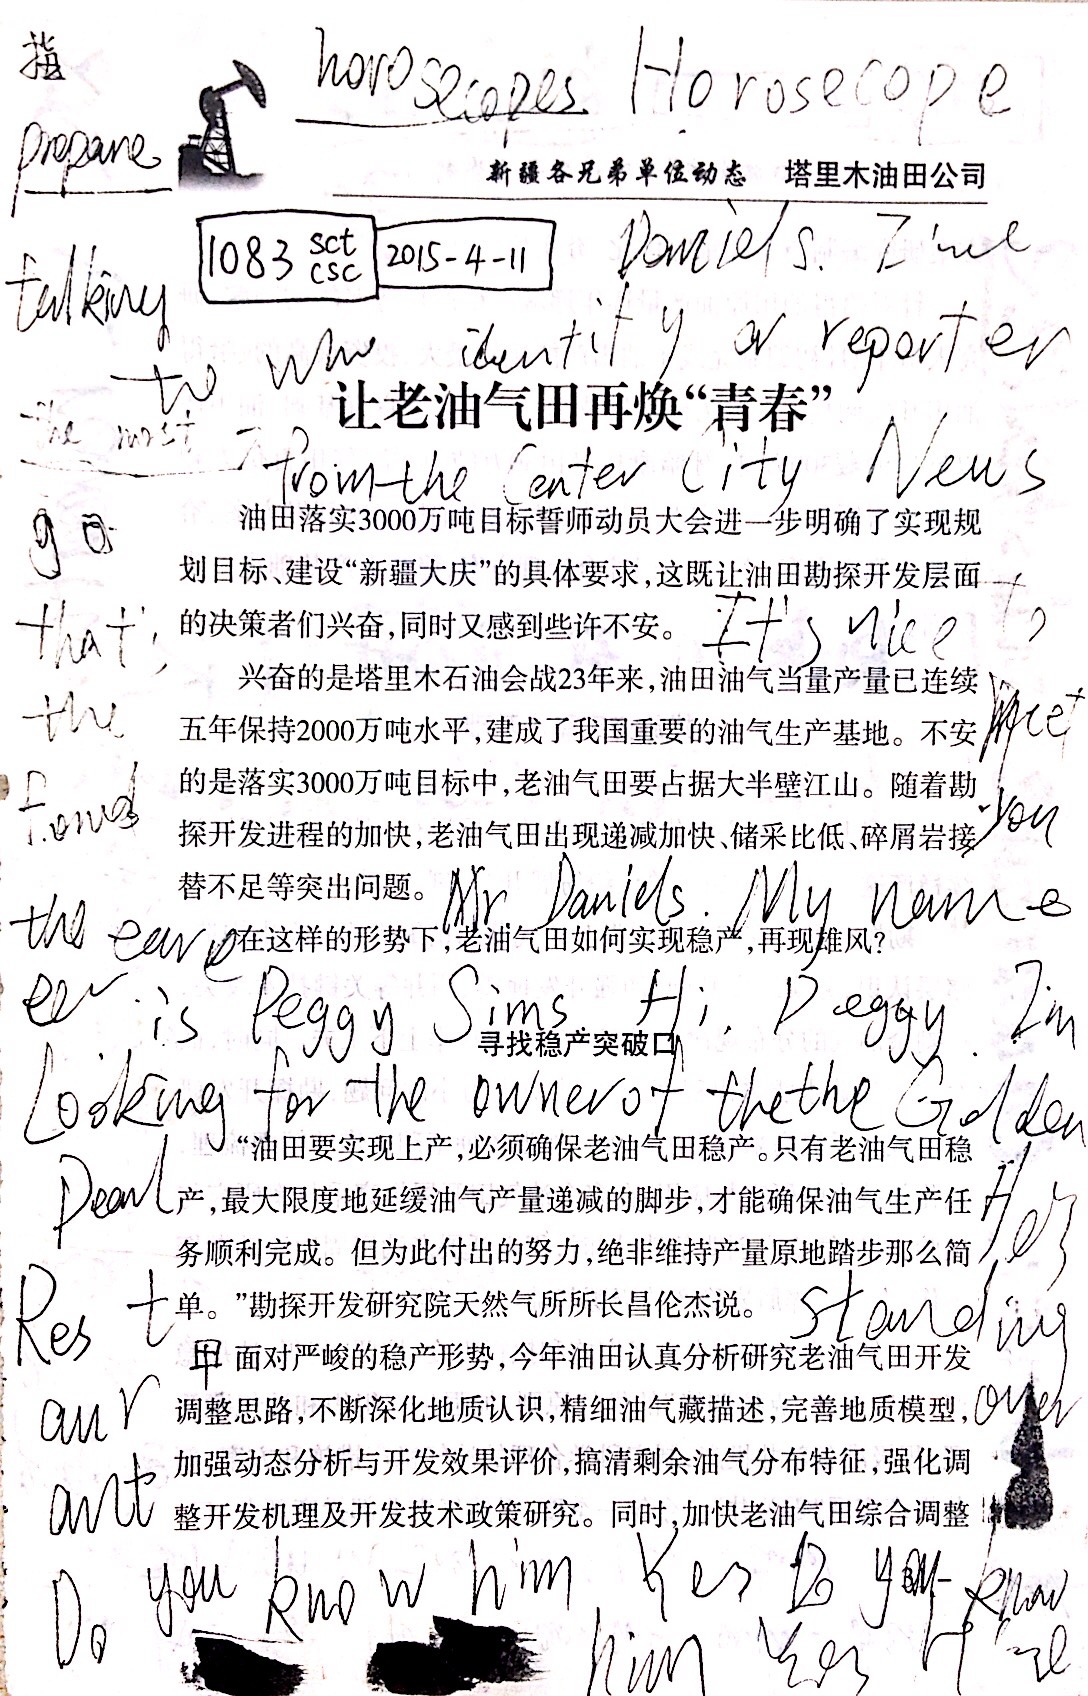 指
horosecopes Horosecope
propane
新疆各兄弟单位动态 塔里木油田公司
1083 sct csc 2015-4-11
Daniels. I'me
talking
to who identify or reporter
让老油气田再焕“青春”
the most
from the Center City News
油田落实3000万吨目标誓师动员大会进一步明确了实现规
go
划目标、建设“新疆大庆”的具体要求，这既让油田勘探开发层面
的决策者们兴奋，同时又感到些许不安。 It's nice to
that's
兴奋的是塔里木石油会战23年来，油田油气当量产量已连续
the
五年保持2000万吨水平，建成了我国重要的油气生产基地。不安 meet
的是落实3000万吨目标中，老油气田要占据大半壁江山。随着勘
探开发进程的加快，老油气田出现递减加快、储采比低、碎屑岩接 you
替不足等突出问题。 Mr. Daniels. My name
the
在这样的形势下，老油气田如何实现稳产，再现雄风？
is Peggy Sims. Hi, Peggy. I'm
寻找稳产突破口
Looking for the owner of the the Golden
“油田要实现上产，必须确保老油气田稳产。只有老油气田稳
Pearl
产，最大限度地延缓油气产量递减的脚步，才能确保油气生产任
务顺利完成。但为此付出的努力，绝非维持产量原地踏步那么简 He's
Rest
单。”勘探开发研究院天然气所所长昌伦杰说。 standing
面对严峻的稳产形势，今年油田认真分析研究老油气田开发
aur
调整思路，不断深化地质认识，精细油气藏描述，完善地质模型， over
加强动态分析与开发效果评价，搞清剩余油气分布特征，强化调
ant
整开发机理及开发技术政策研究。同时，加快老油气田综合调整
Do you know him Yes Do you know
him Yes